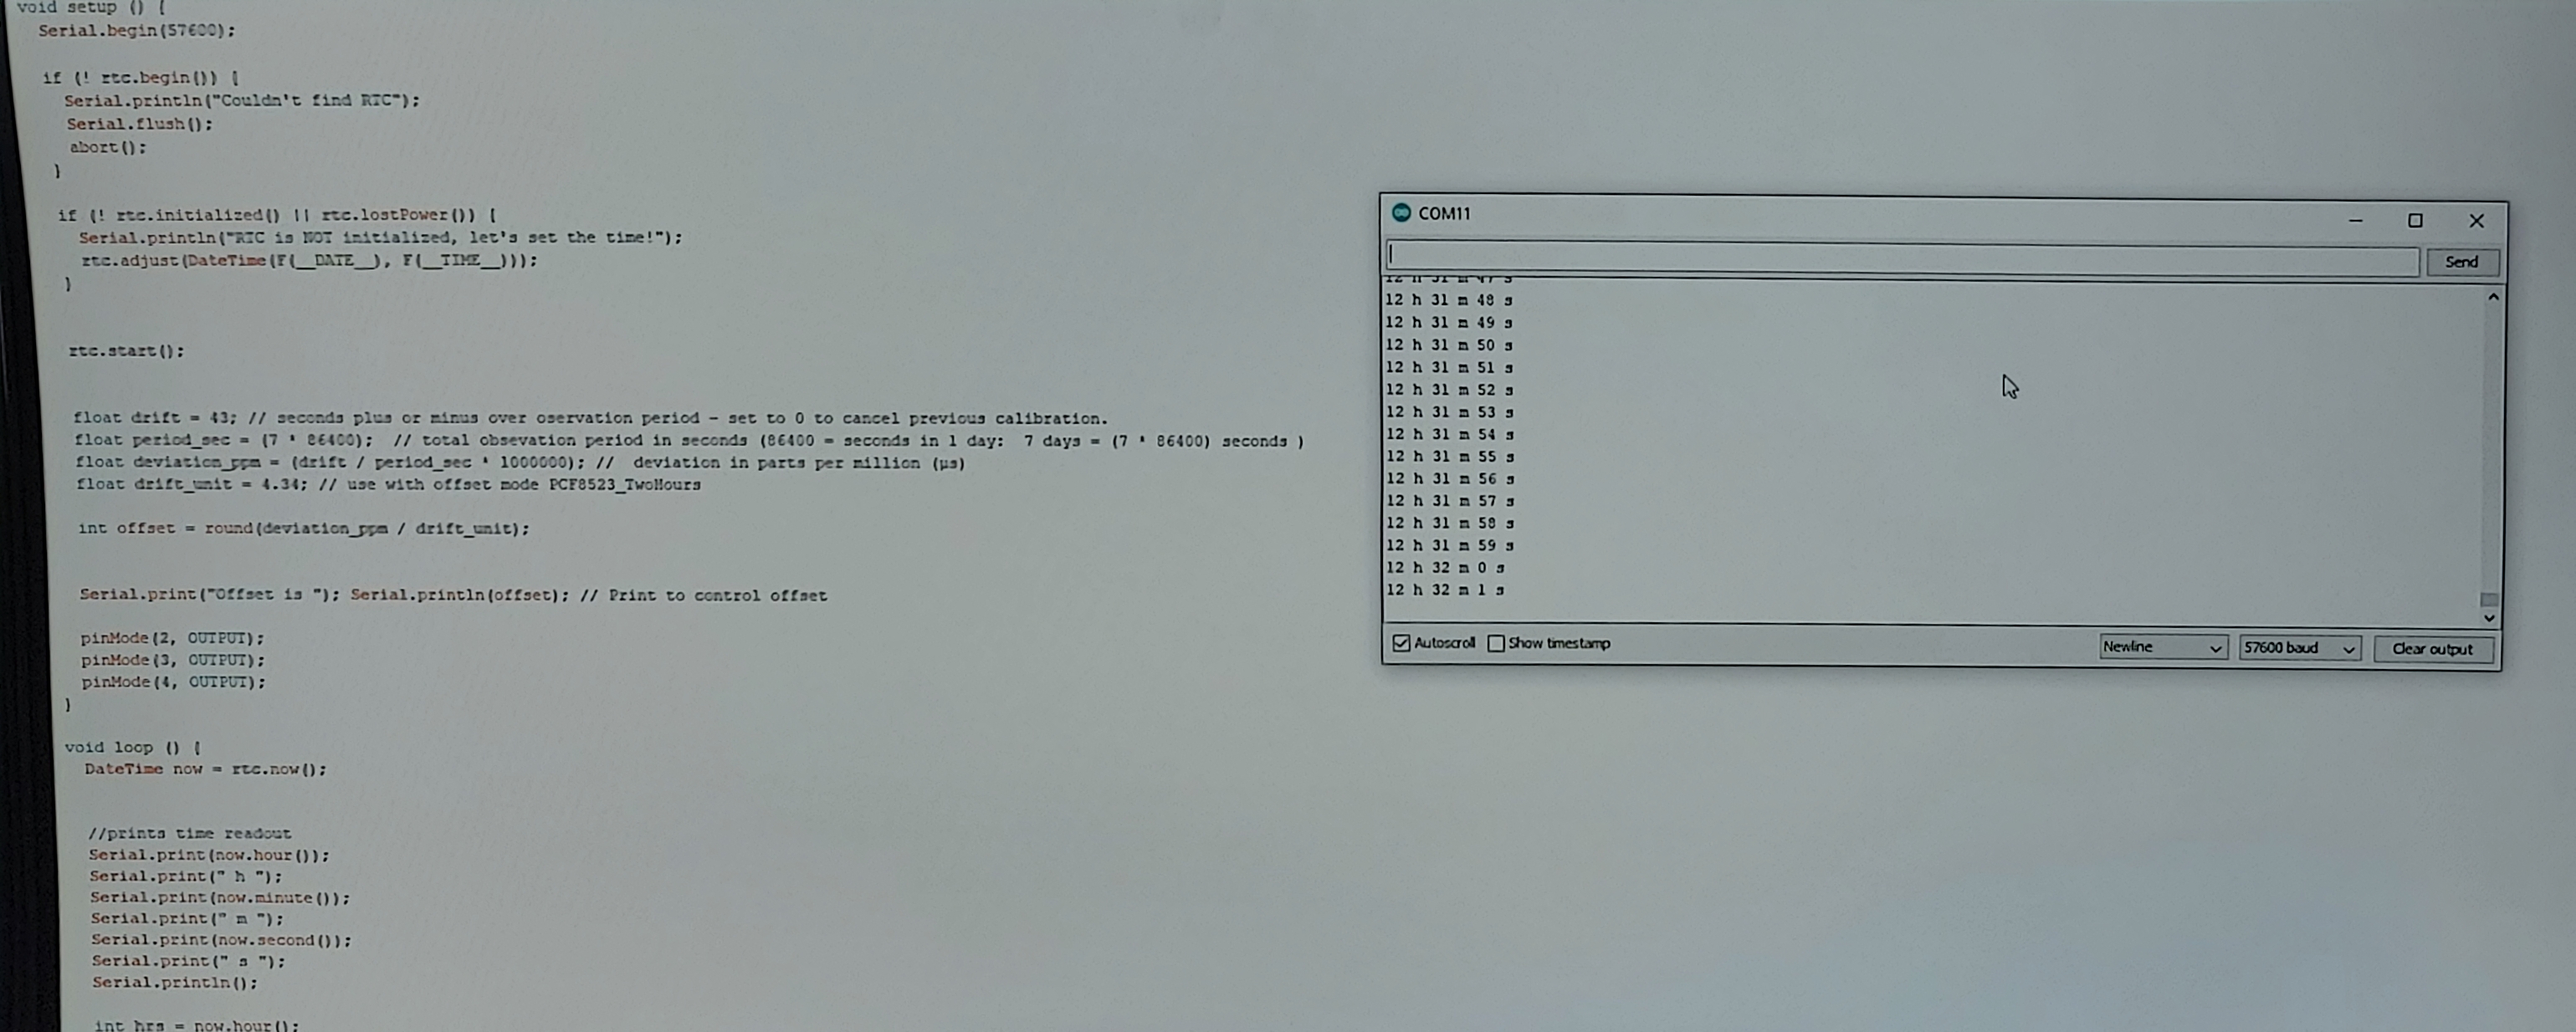 void setup () {
Serial.begin(57600);
if (! rtc.begin()) {
Serial.println("Couldn't find RTC");
Serial.flush();
abort();
}
if (! rtc.initialized() || rtc.lostPower()) {
Serial.println("RTC is NOT initialized, let's set the time!");
rtc.adjust(DateTime(F(__DATE__), F(__TIME__)));
}
rtc.start();
float drift = 43; // seconds plus or minus over oservation period - set to 0 to cancel previous calibration.
float period_sec = (7 * 86400);  // total obsevation period in seconds (86400 = seconds in 1 day:  7 days = (7 * 86400) seconds )
float deviation_ppm = (drift / period_sec * 1000000); //  deviation in parts per million (µs)
float drift_unit = 4.34; // use with offset mode PCF8523_TwoHours
int offset = round(deviation_ppm / drift_unit);
Serial.print("Offset is "); Serial.println(offset); // Print to control offset
pinMode(2, OUTPUT);
pinMode(3, OUTPUT);
pinMode(4, OUTPUT);
}
void loop () {
DateTime now = rtc.now();
//prints time readout
Serial.print(now.hour());
Serial.print(" h ");
Serial.print(now.minute());
Serial.print(" m ");
Serial.print(now.second());
Serial.print(" s ");
Serial.println();
int hrs = now.hour();
COM11
Send
12 h 31 m 47 s
12 h 31 m 48 s
12 h 31 m 49 s
12 h 31 m 50 s
12 h 31 m 51 s
12 h 31 m 52 s
12 h 31 m 53 s
12 h 31 m 54 s
12 h 31 m 55 s
12 h 31 m 56 s
12 h 31 m 57 s
12 h 31 m 58 s
12 h 31 m 59 s
12 h 32 m 0 s
12 h 32 m 1 s
Autoscroll Show timestamp Newline 57600 baud Clear output